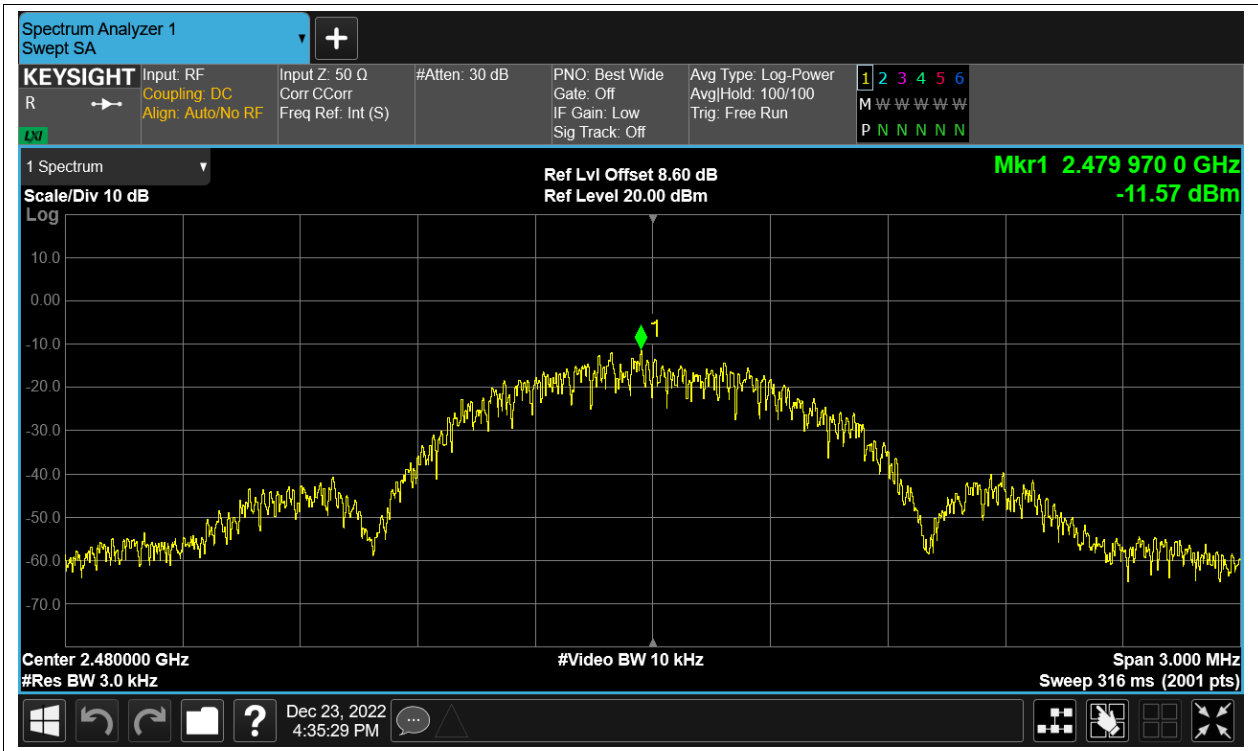 Spectrum Analyzer 1
Swept SA
+
KEYSIGHT
R
LXI
Input: RF
Coupling: DC
Align: Auto/No RF
Input Z: 50 Ω
Corr CCorr
Freq Ref: Int (S)
#Atten: 30 dB
PNO: Best Wide
Gate: Off
IF Gain: Low
Sig Track: Off
Avg Type: Log-Power
Avg|Hold: 100/100
Trig: Free Run
1 2 3 4 5 6
M W W W W W W
P N N N N N
1 Spectrum
Scale/Div 10 dB
Log
Ref Lvl Offset 8.60 dB
Ref Level 20.00 dBm
Mkr1 2.479 970 0 GHz
-11.57 dBm
10.0
0.00
1
-10.0
-20.0
-30.0
-40.0
-50.0
-60.0
-70.0
Center 2.480000 GHz
#Res BW 3.0 kHz
#Video BW 10 kHz
Span 3.000 MHz
Sweep 316 ms (2001 pts)
?
Dec 23, 2022
4:35:29 PM